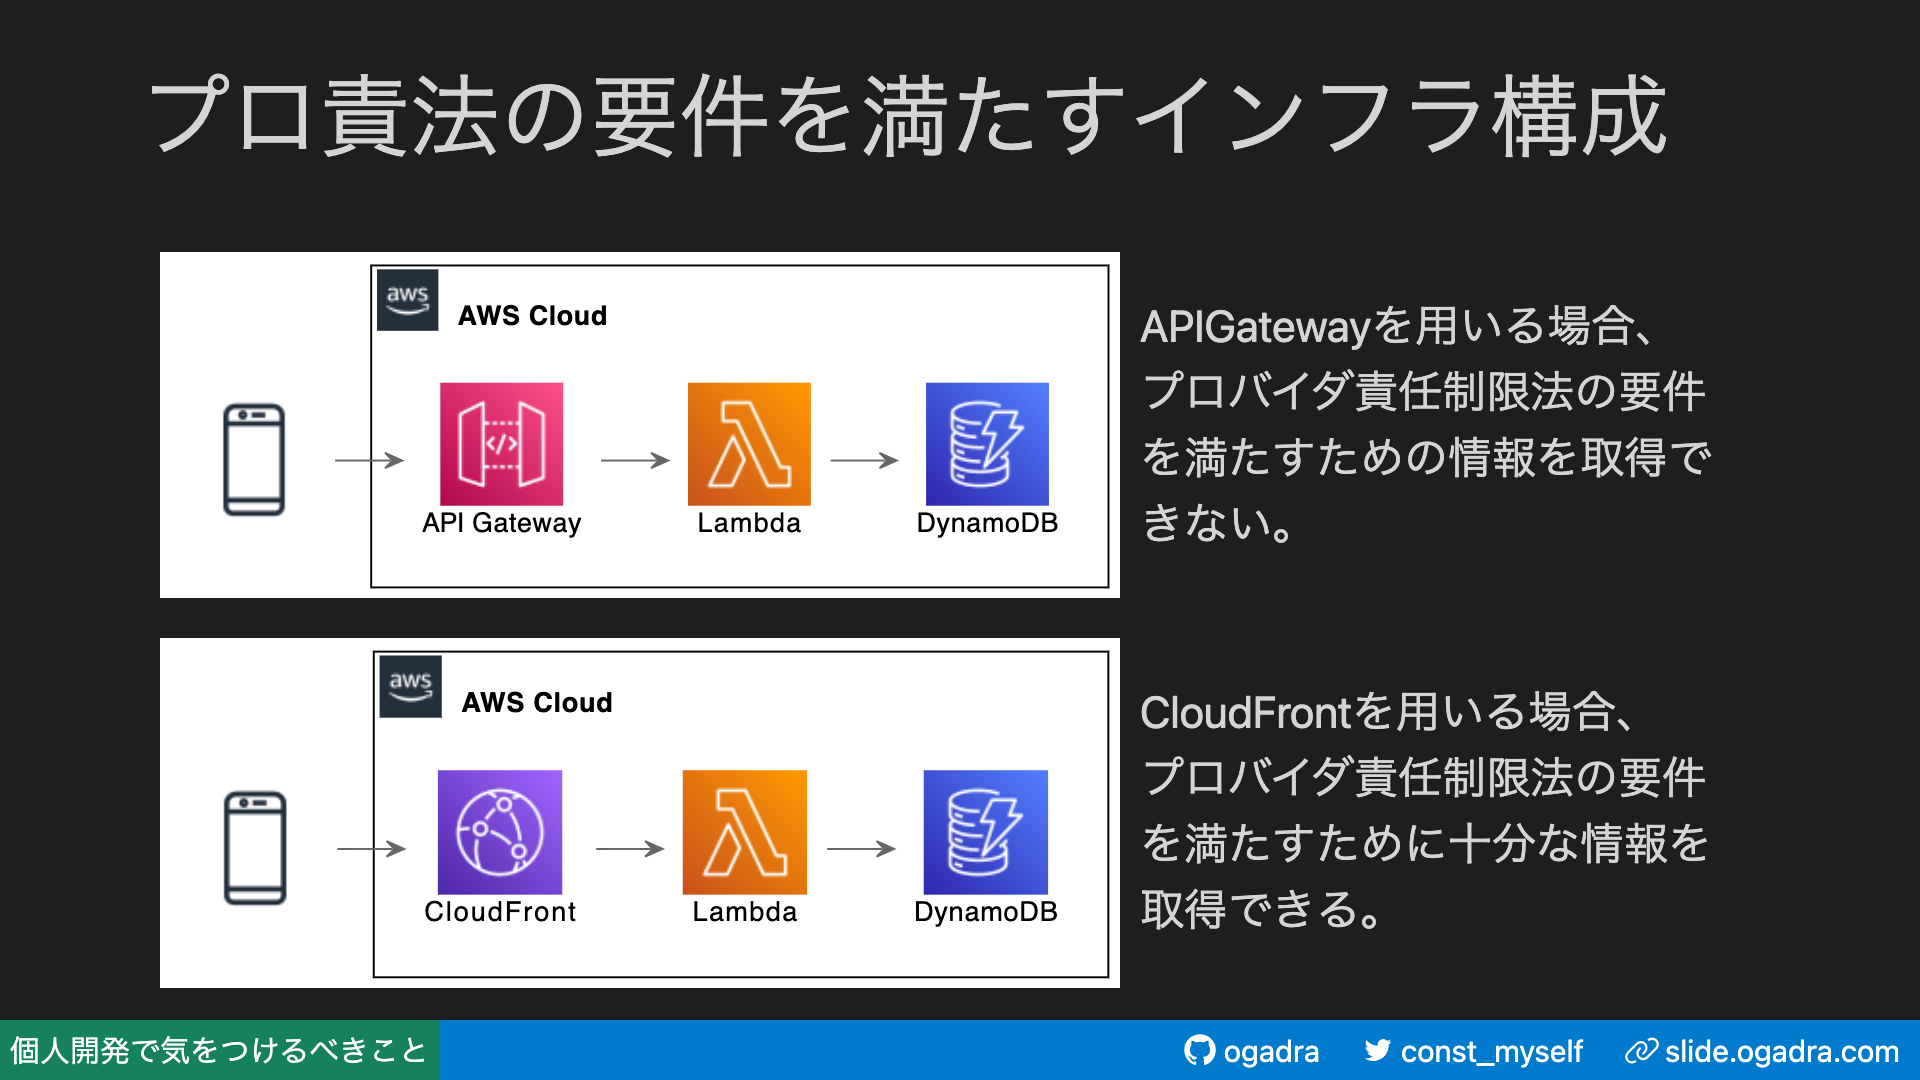 プロ責法の要件を満たすインフラ構成
aws
AWS Cloud
</>
API Gateway
Lambda
DynamoDB
APIGatewayを用いる場合、
プロバイダ責任制限法の要件
を満たすための情報を取得で
きない。
aws
AWS Cloud
CloudFront
Lambda
DynamoDB
CloudFrontを用いる場合、
プロバイダ責任制限法の要件
を満たすために十分な情報を
取得できる。
個人開発で気をつけるべきこと
ogadra
const_myself
slide.ogadra.com